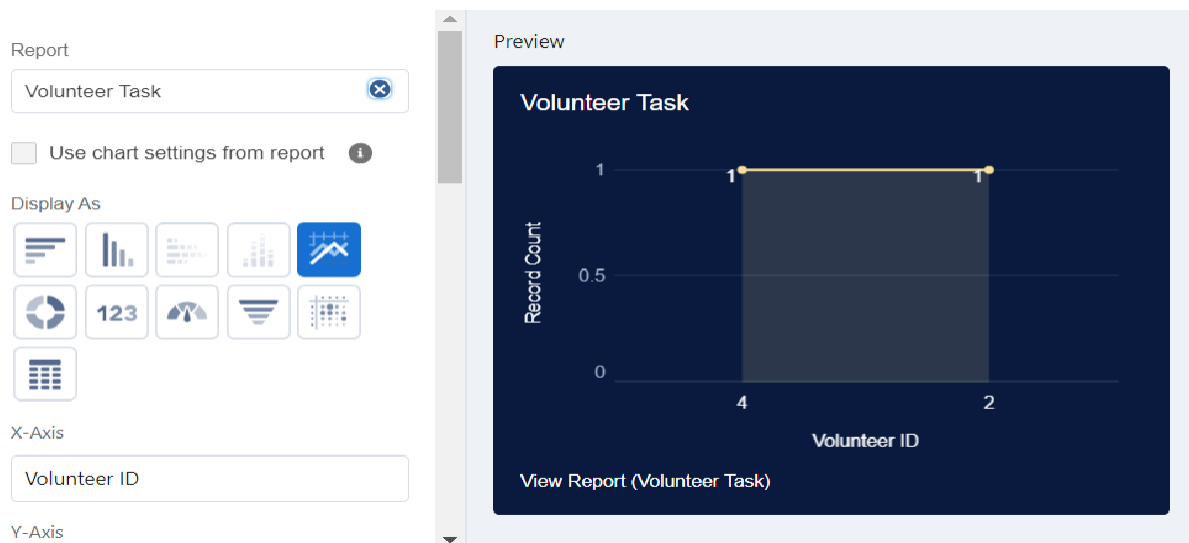 Report
Volunteer Task
Use chart settings from report
Display As
123
X-Axis
Volunteer ID
Y-Axis
Preview
Volunteer Task
1
0.5
0
Record Count
1
1
4
2
Volunteer ID
View Report (Volunteer Task)